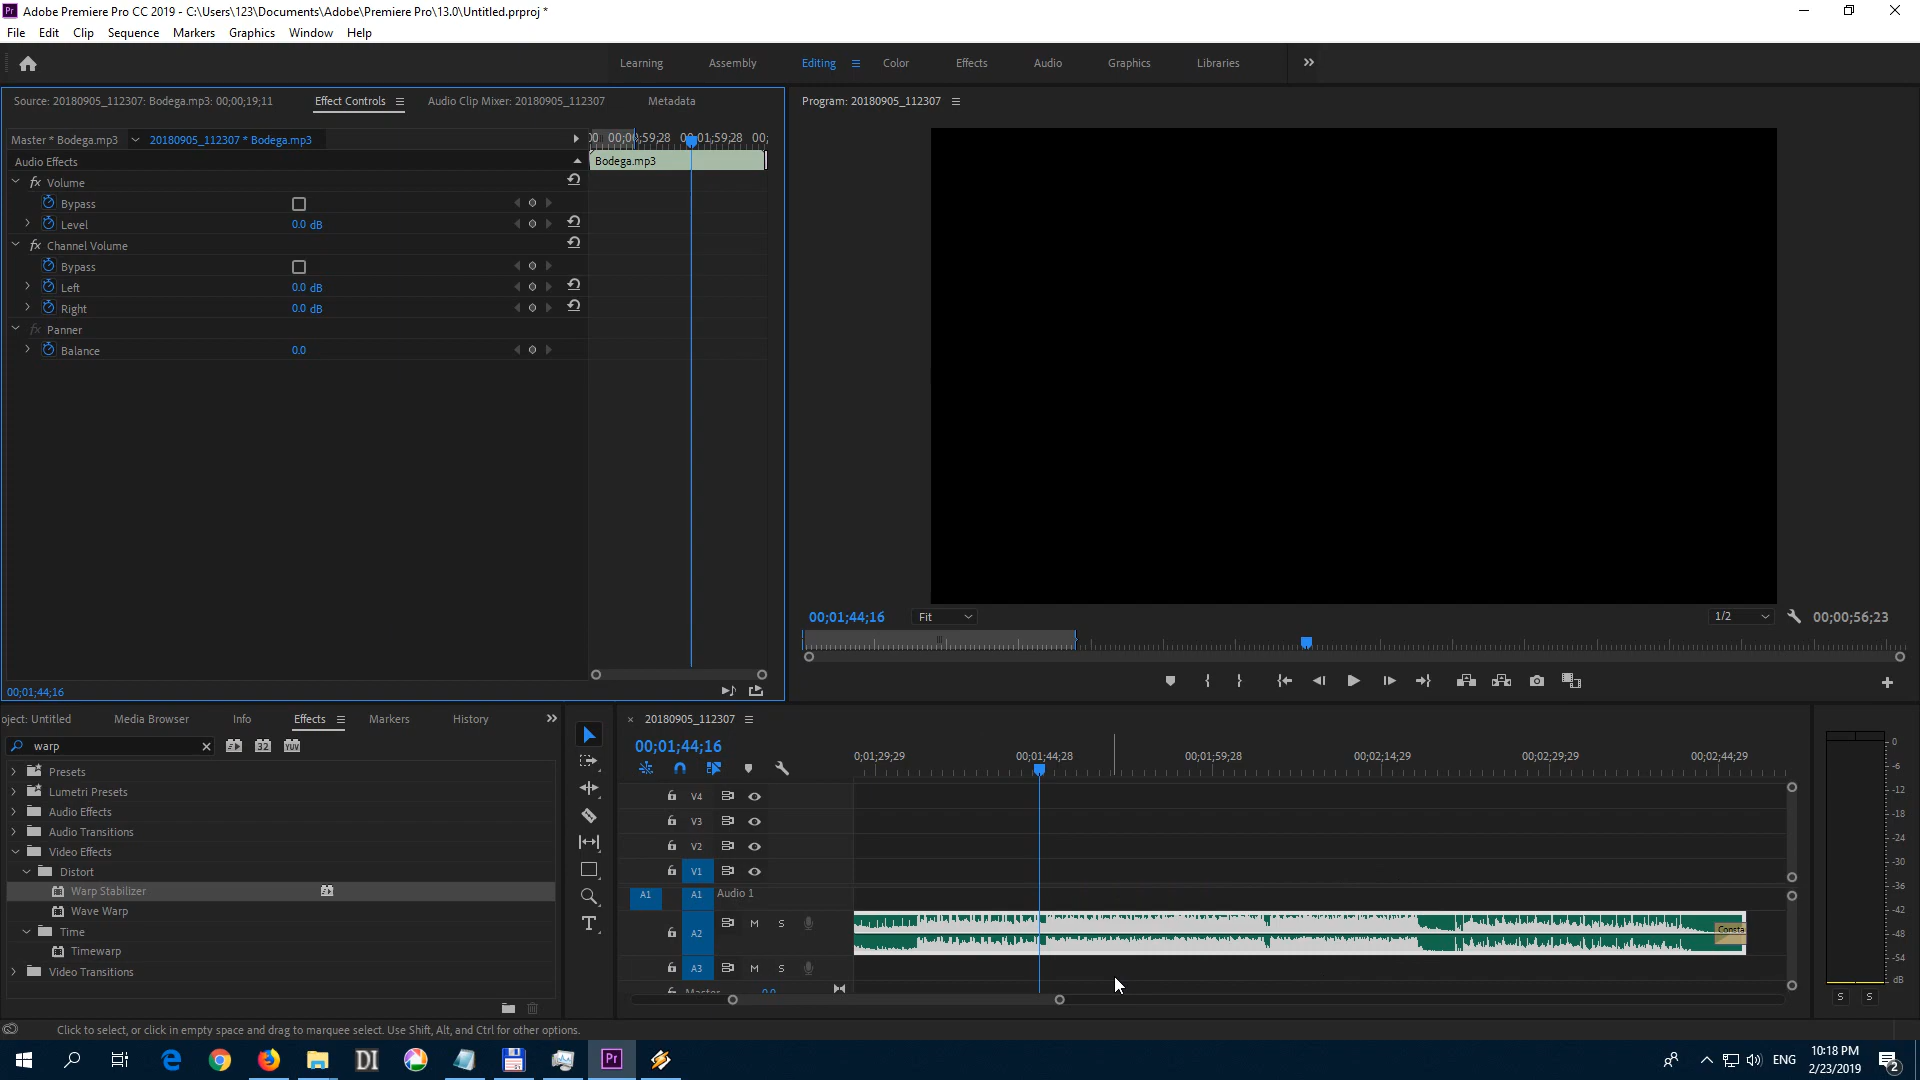 Adobe Premiere Pro CC 2019 - C:\Users\123\Documents\Adobe\Premiere Pro\13.0\Untitled.prproj *
File Edit Clip Sequence Markers Graphics Window Help
Learning Assembly Editing Color Effects Audio Graphics Libraries
Source: 20180905_112307: Bodega.mp3: 00;00;19;11 Effect Controls Audio Clip Mixer: 20180905_112307 Metadata
Program: 20180905_112307
Master * Bodega.mp3 20180905_112307 * Bodega.mp3
00;01;59;28
Audio Effects
Bodega.mp3
fx Volume
Bypass
Level 0.0 dB
fx Channel Volume
Bypass
Left 0.0 dB
Right 0.0 dB
fx Panner
Balance 0.0
00;01;44;16 Fit 1/2 00;00;56;23
00;01;44;16
oject: Untitled Media Browser Info Effects Markers History
warp 32 YUV
Presets
Lumetri Presets
Audio Effects
Audio Transitions
Video Effects
Distort
Warp Stabilizer
Wave Warp
Time
Timewarp
Video Transitions
20180905_112307
00;01;44;16
0;01;29;29 00;01;44;28 00;01;59;28 00;02;14;29 00;02;29;29 00;02;44;29
V4
V3
V2
V1
A1 A1 Audio 1
A2 M S
Consta
A3 M S
Master 0.0
0
-6
-12
-18
-24
-30
-36
-42
-48
-54
dB
S S
Click to select, or click in empty space and drag to marquee select. Use Shift, Alt, and Ctrl for other options.
DI Pr
ENG
10:18 PM
2/23/2019
2